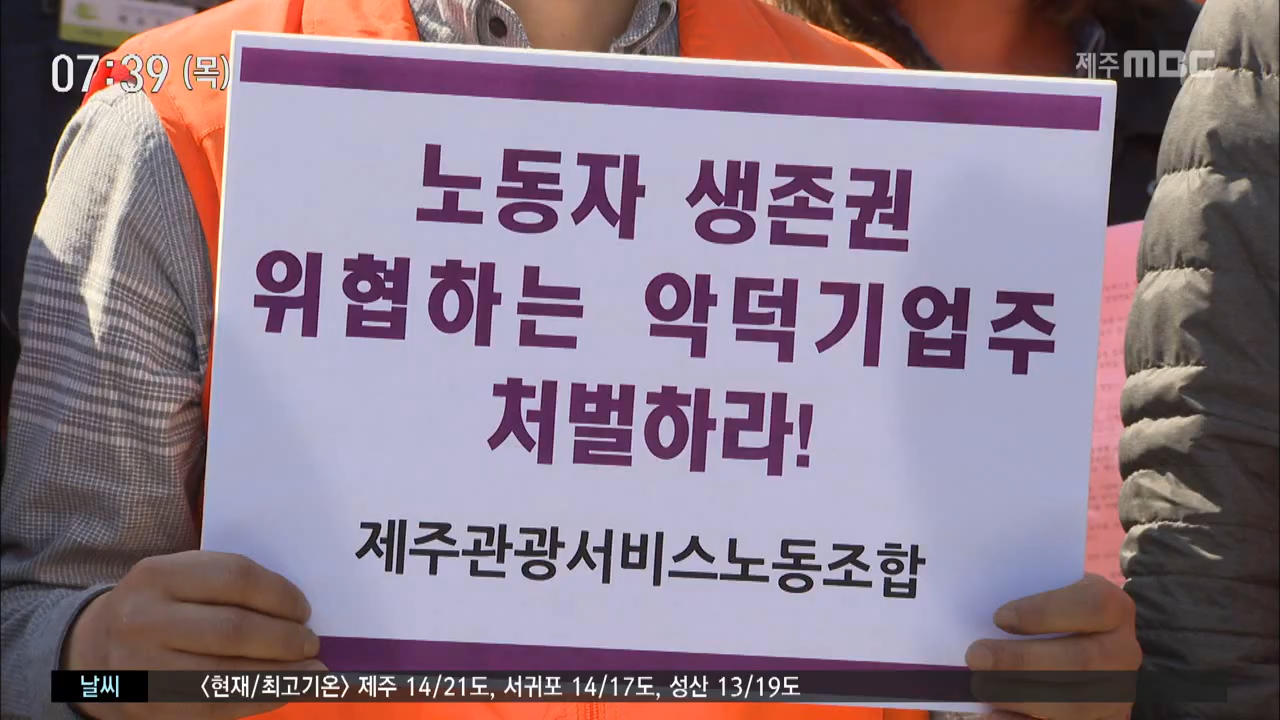 07:39 (목)
제주MBC
노동자 생존권
위협하는 악덕기업주
처벌하라!
제주관광서비스노동조합
날씨
〈현재/최고기온〉 제주 14/21도, 서귀포 14/17도, 성산 13/19도